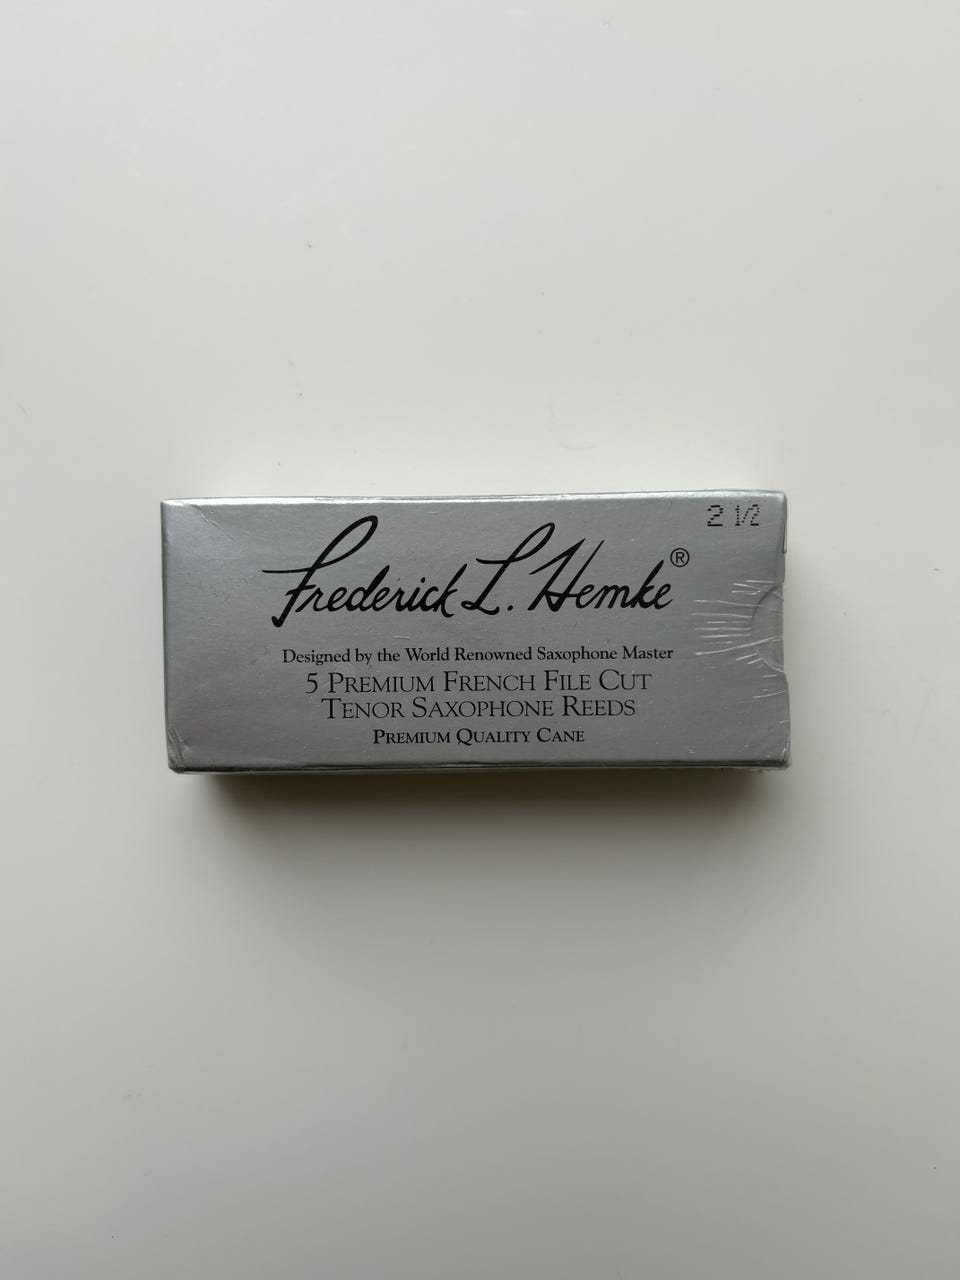 2 1/2
Frederick L. Hemke®
Designed by the World Renowned Saxophone Master
5 PREMIUM FRENCH FILE CUT
TENOR SAXOPHONE REEDS
PREMIUM QUALITY CANE